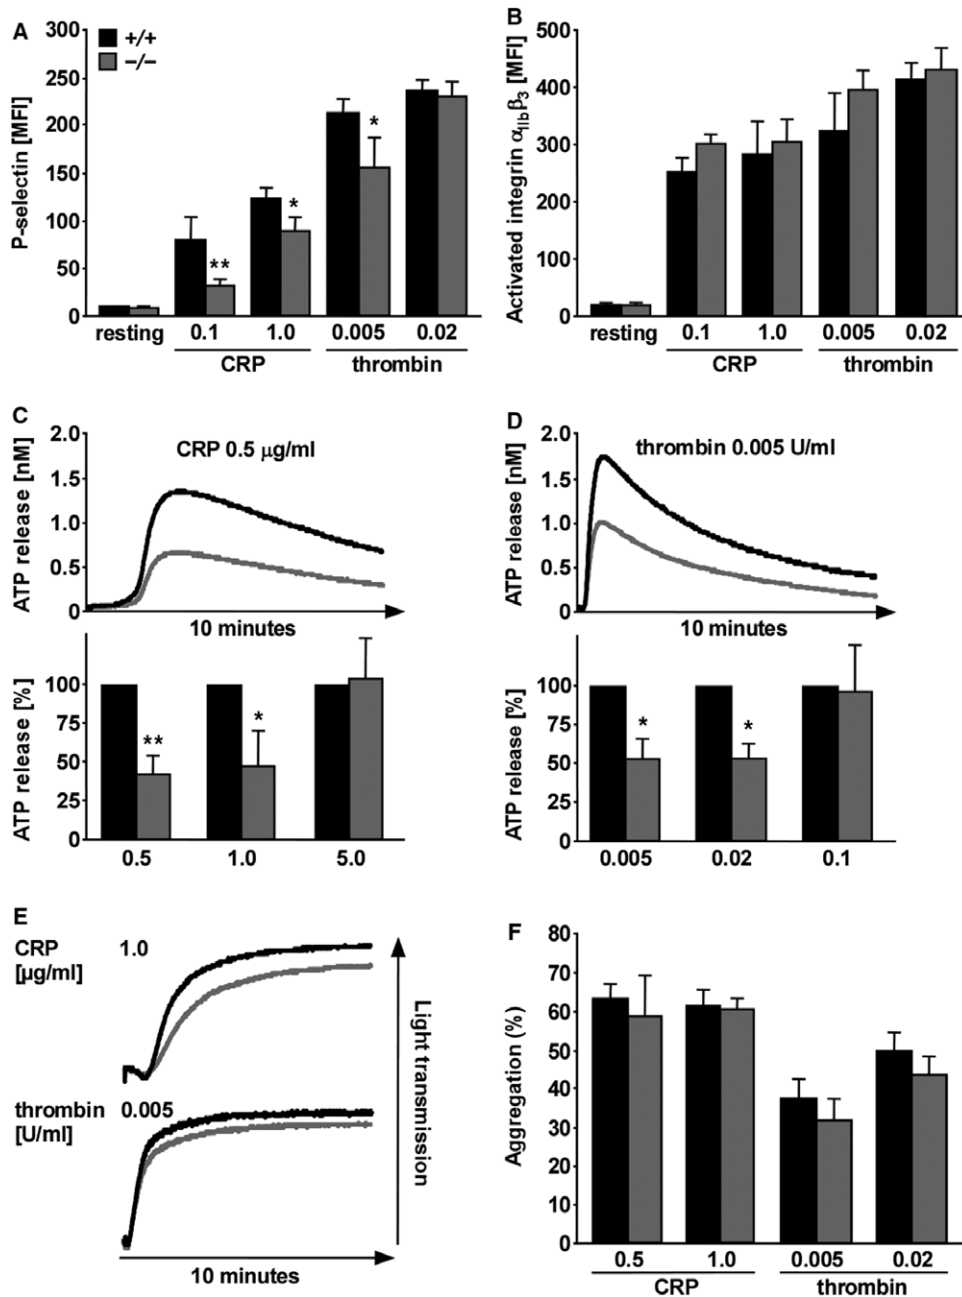 A
P-selectin [MFI]
300
250
200
150
100
50
0
+/+
−/−
*
*
**
resting
0.1
1.0
0.005
0.02
CRP
thrombin
B
Activated integrin αIIbβ3 [MFI]
500
400
300
200
100
0
resting
0.1
1.0
0.005
0.02
CRP
thrombin
C
ATP release [nM]
2.0
1.5
1.0
0.5
0
CRP 0.5 µg/ml
10 minutes
ATP release [%]
100
75
50
25
0
**
*
0.5
1.0
5.0
D
ATP release [nM]
2.0
1.5
1.0
0.5
0
thrombin 0.005 U/ml
10 minutes
ATP release [%]
100
75
50
25
0
*
*
0.005
0.02
0.1
E
CRP
[µg/ml]
1.0
thrombin
[U/ml]
0.005
Light transmission
10 minutes
F
Aggregation (%)
80
70
60
50
40
30
20
10
0
0.5
1.0
0.005
0.02
CRP
thrombin